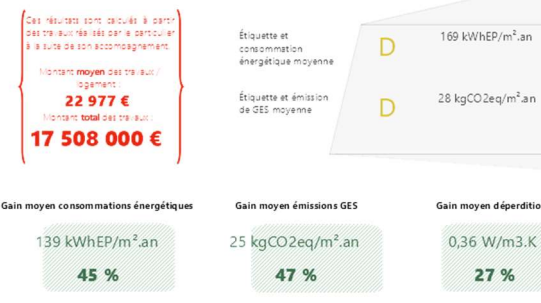 Ces résultats sont calculés à partir
des travaux réalisés par le particulier
à la suite de son accompagnement.
Montant moyen des travaux /
logement :
22 977 €
Montant total des travaux :
17 508 000 €
Étiquette et
consommation
énergétique moyenne
D
169 kWhEP/m².an
Étiquette et émission
de GES moyenne
D
28 kgCO2eq/m².an
Gain moyen consommations énergétiques
139 kWhEP/m².an
45 %
Gain moyen émissions GES
25 kgCO2eq/m².an
47 %
Gain moyen déperditio
0,36 W/m3.K
27 %